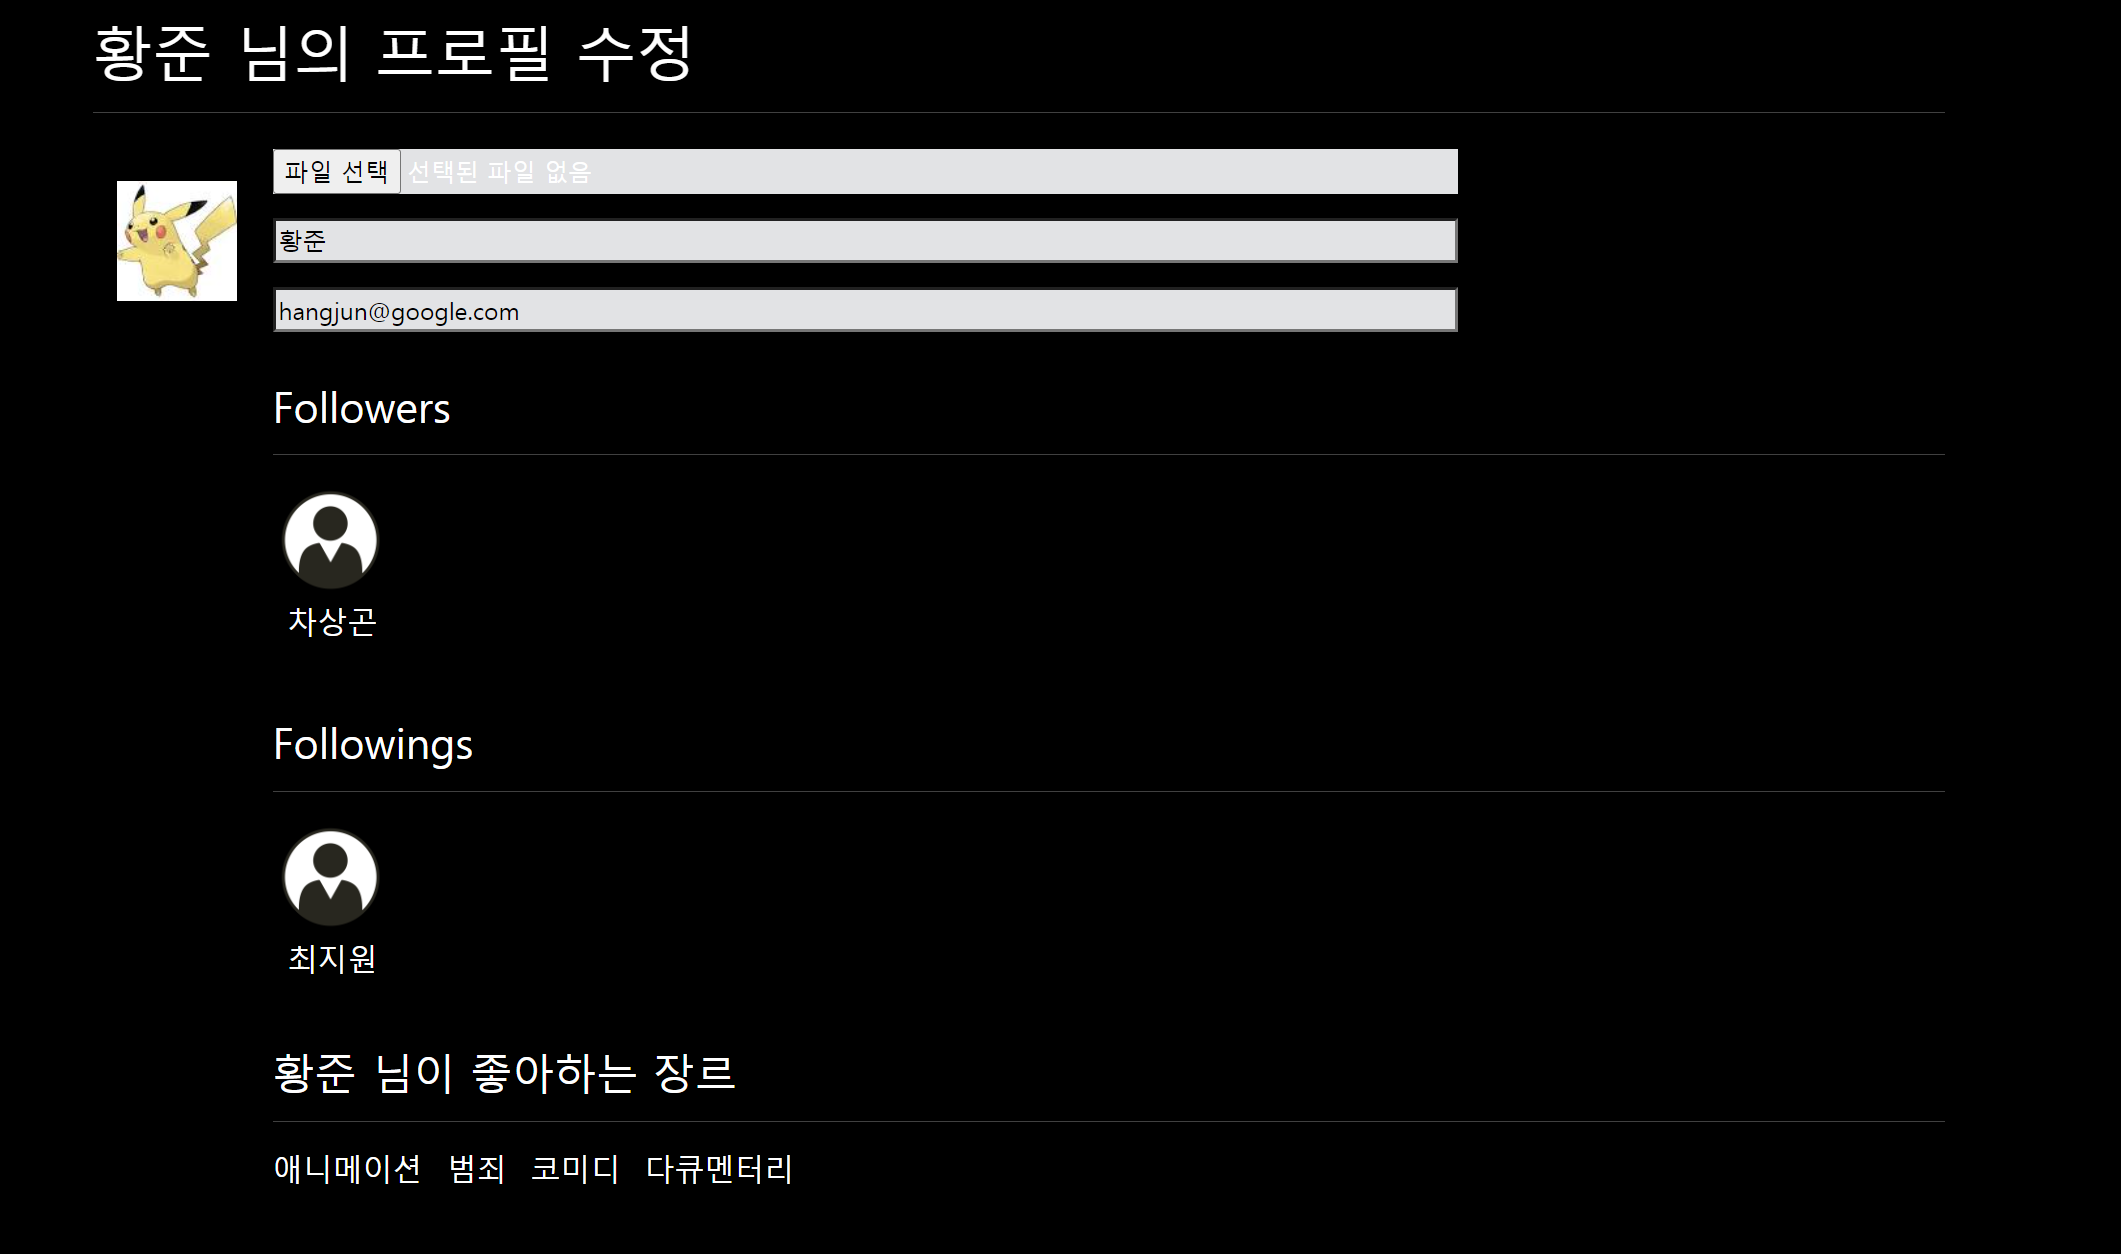 황준 님의 프로필 수정
파일 선택 선택된 파일 없음
황준
hangjun@google.com
Followers
차상곤
Followings
최지원
황준 님이 좋아하는 장르
애니메이션 범죄 코미디 다큐멘터리